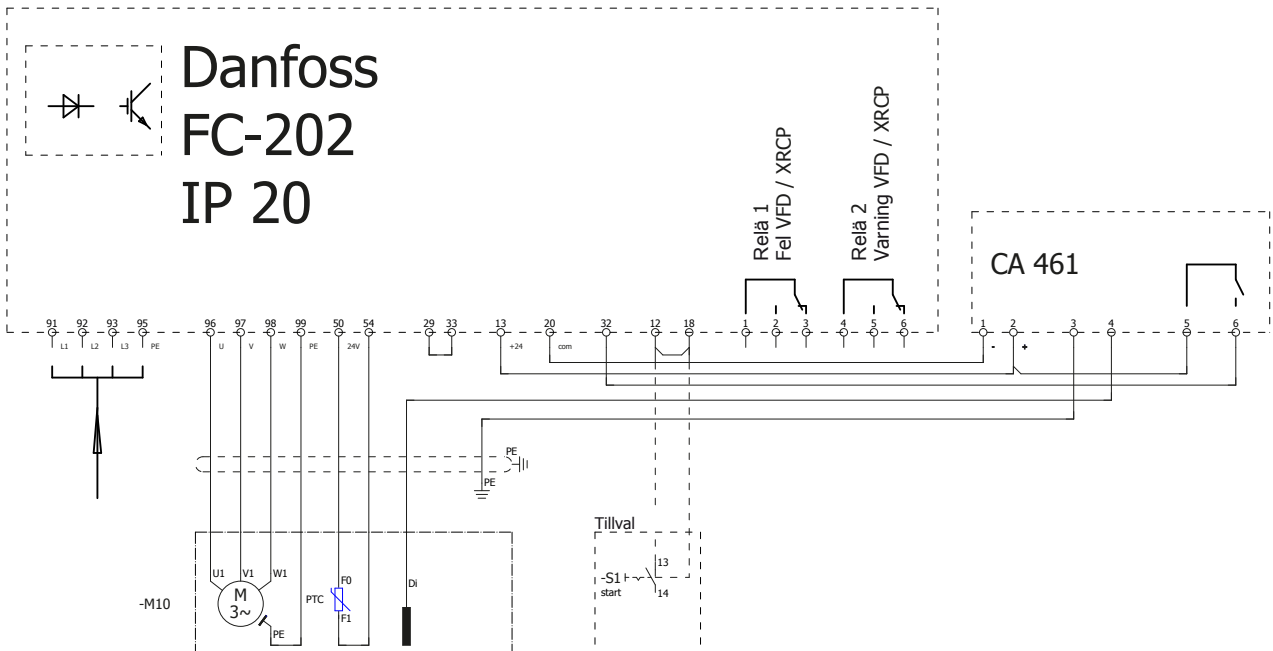 Danfoss
FC-202
IP 20
Relä 1
Fel VFD / XRCP
Relä 2
Varning VFD / XRCP
CA 461
91 92 93 95 96 97 98 99 50 54 29 33 13 20 32 12 18 1 2 3 4 5 6 1 2 3 4 5 6
L1 L2 L3 PE U V W PE 24V +24 com - +
PE
PE
Tillval
U1 V1 W1 F0 Di 13
-S1
start
14
-M10
M
3~
PTC
F1
PE